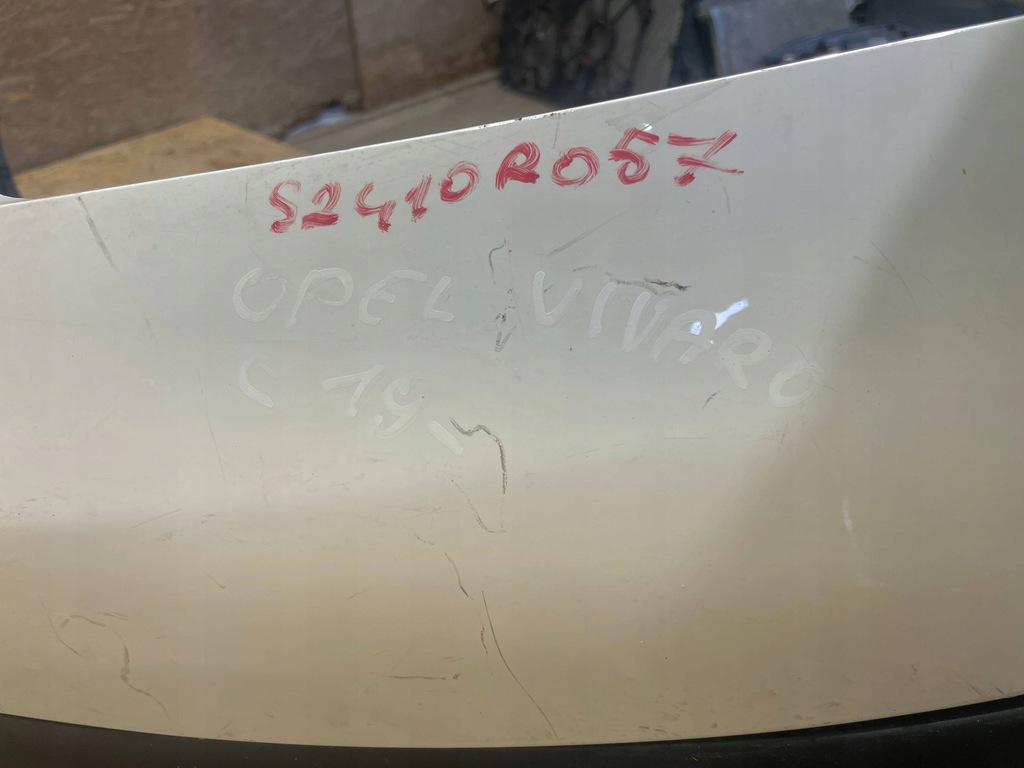 S2410R057
OPEL VIVARO
C 19-